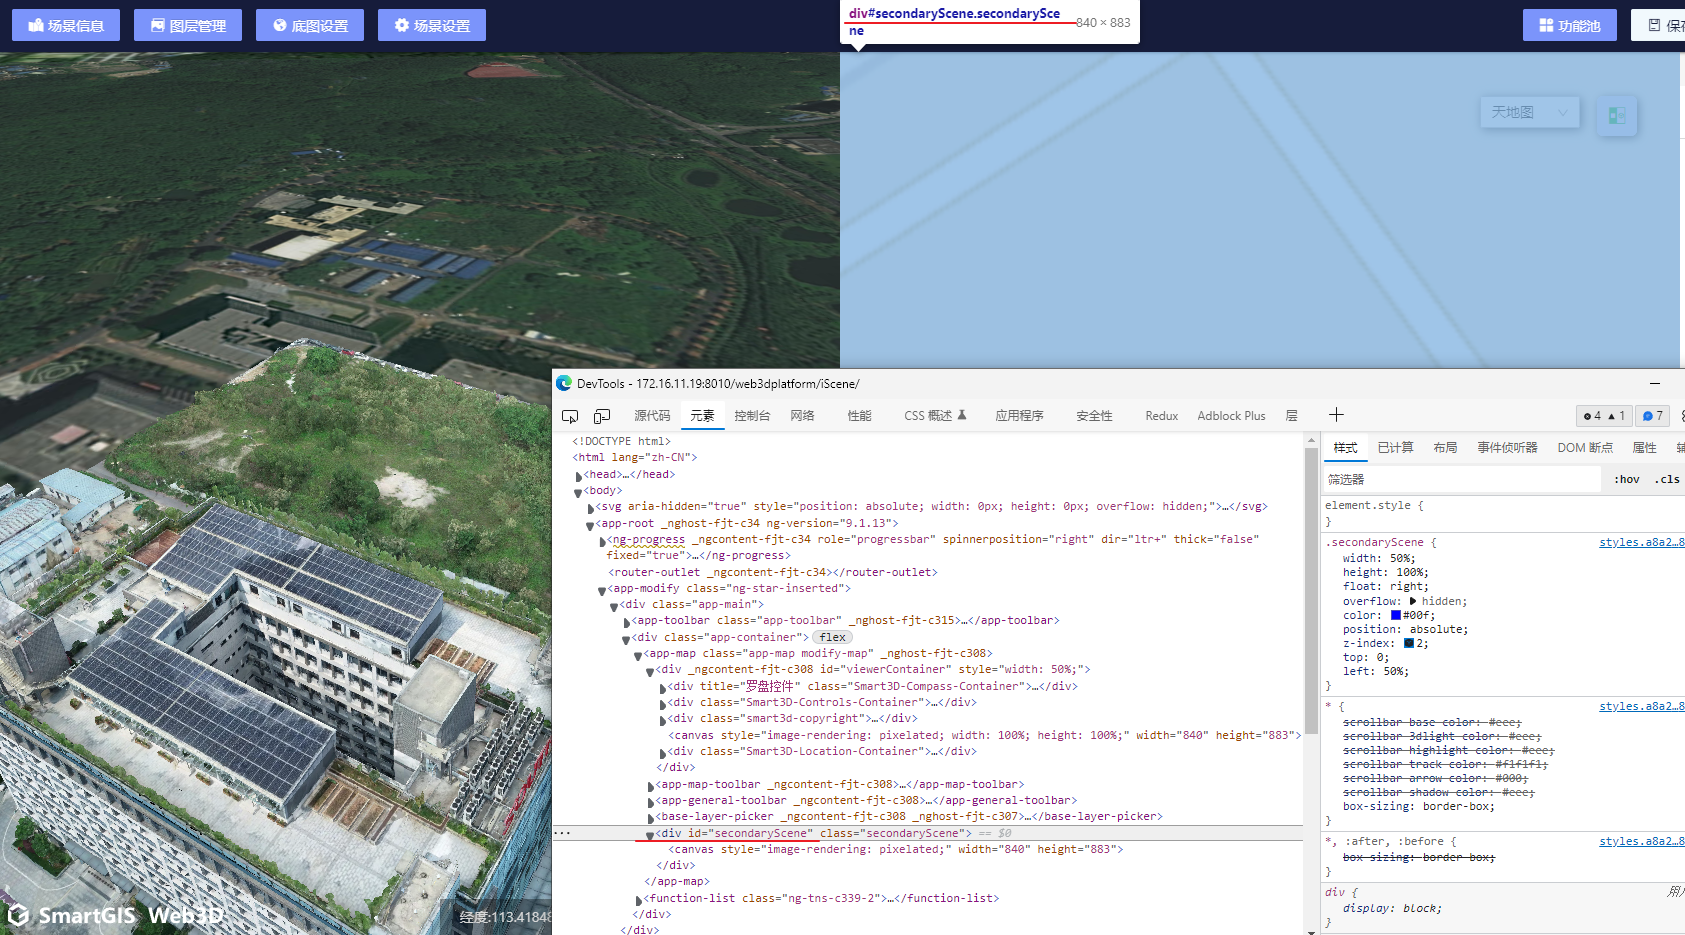 场景信息
图层管理
底图设置
场景设置
div#secondarySce
ne
840 × 883
功能池
天地图
DevTools - 172.16.11.19:8010/web3dplatform/iScene/
源代码
元素
控制台
网络
性能
CSS 概述
应用程序
安全性
Redux
Adblock Plus
层
4
1
7
<!DOCTYPE html>
<html lang="zh-CN">
<head>…</head>
<body>
<svg aria-hidden="true" style="position: absolute; width: 0px; height: 0px; overflow: hidden;">…</svg>
<app-root _nghost-fjt-c34 ng-version="9.1.13">
<ng-progress _ngcontent-fjt-c34 role="progressbar" spinnerposition="right" dir="ltr+" thick="false"
fixed="true">…</ng-progress>
<router-outlet _ngcontent-fjt-c34></router-outlet>
<app-modify class="ng-star-inserted">
<div class="app-main">
<app-toolbar class="app-toolbar" _nghost-fjt-c315>…</app-toolbar>
<div class="app-container">
flex
<app-map class="app-map modify-map" _nghost-fjt-c308>
<div _ngcontent-fjt-c308 id="viewerContainer" style="width: 50%;">
<div title="罗盘控件" class="Smart3D-Compass-Container">…</div>
<div class="Smart3D-Controls-Container">…</div>
<div class="smart3d-copyright">…</div>
<canvas style="image-rendering: pixelated; width: 100%; height: 100%;" width="840" height="883">
<div class="Smart3D-Location-Container">…</div>
</div>
<app-map-toolbar _ngcontent-fjt-c308>…</app-map-toolbar>
<app-general-toolbar _ngcontent-fjt-c308>…</app-general-toolbar>
<base-layer-picker _ngcontent-fjt-c308 _nghost-fjt-c307>…</base-layer-picker>
<div id="secondaryScene" class="secondaryScene"> == $0
<canvas style="image-rendering: pixelated;" width="840" height="883">
</div>
</app-map>
<function-list class="ng-tns-c339-2">…</function-list>
</div>
</div>
样式
已计算
布局
事件侦听器
DOM 断点
属性
筛选器
:hov
.cls
element.style {
}
.secondaryScene {
styles.a8a2…8
width: 50%;
height: 100%;
float: right;
overflow: hidden;
color: #00f;
position: absolute;
z-index: 2;
top: 0;
left: 50%;
}
* {
styles.a8a2…8
scrollbar-base-color: #eee;
scrollbar-3dlight-color: #eee;
scrollbar-highlight-color: #eee;
scrollbar-track-color: #f1f1f1;
scrollbar-arrow-color: #000;
scrollbar-shadow-color: #eee;
box-sizing: border-box;
}
*, :after, :before {
styles.a8a2…8
box-sizing: border-box;
}
div {
display: block;
}
SmartGIS Web3D
经度:113.41848